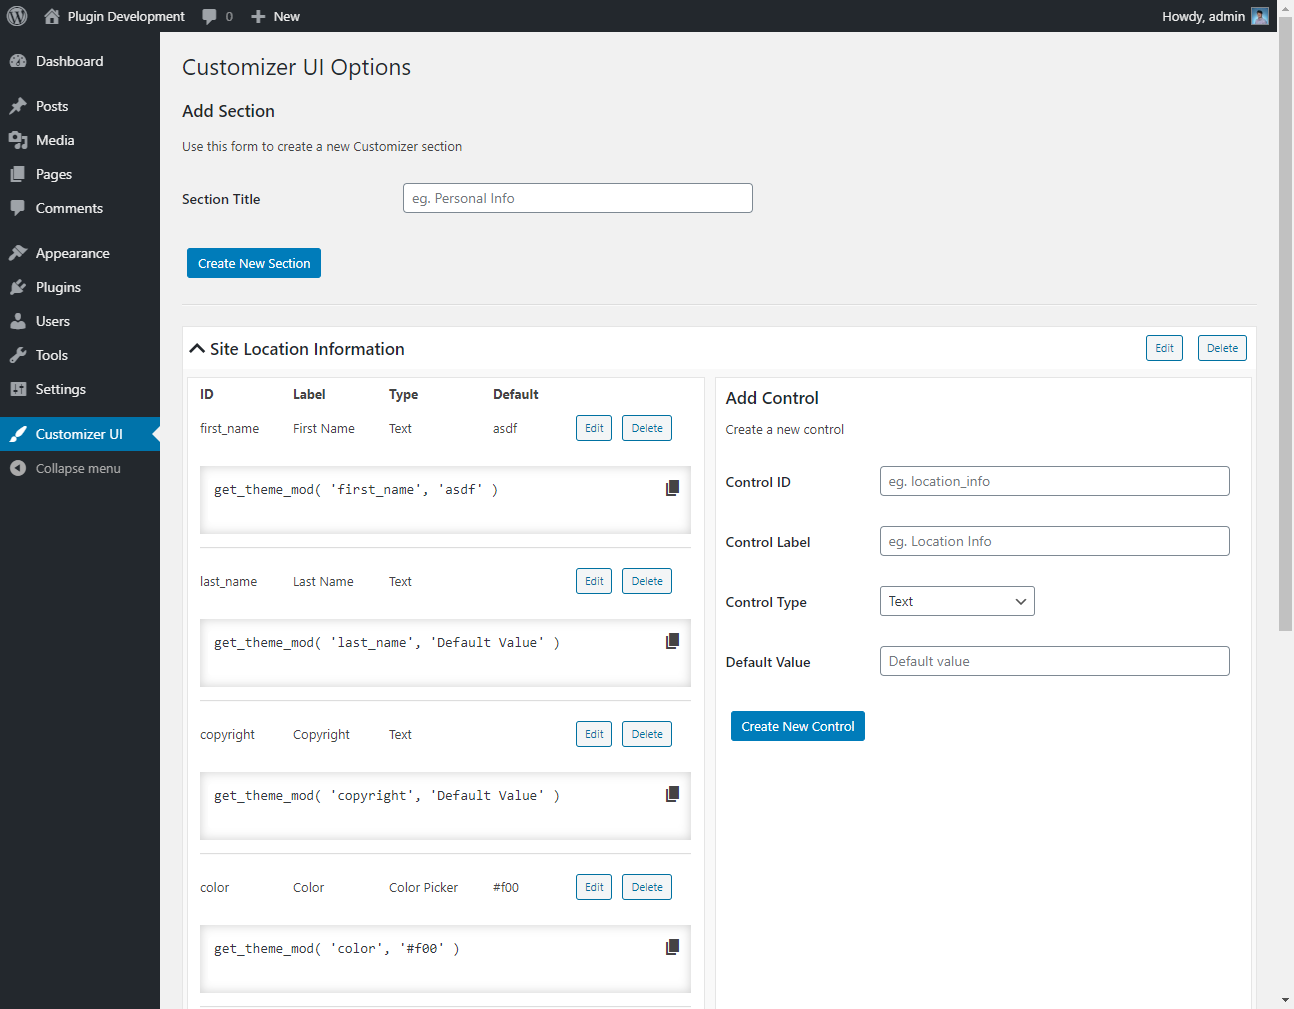 Plugin Development 0 New Howdy, admin
Dashboard
Posts
Media
Pages
Comments
Appearance
Plugins
Users
Tools
Settings
Customizer UI
Collapse menu
Customizer UI Options
Add Section
Use this form to create a new Customizer section
Section Title eg. Personal Info
Create New Section
Site Location Information Edit Delete
ID Label Type Default
first_name First Name Text asdf Edit Delete
get_theme_mod( 'first_name', 'asdf' )
last_name Last Name Text Edit Delete
get_theme_mod( 'last_name', 'Default Value' )
copyright Copyright Text Edit Delete
get_theme_mod( 'copyright', 'Default Value' )
color Color Color Picker #f00 Edit Delete
get_theme_mod( 'color', '#f00' )
Add Control
Create a new control
Control ID eg. location_info
Control Label eg. Location Info
Control Type Text
Default Value Default value
Create New Control